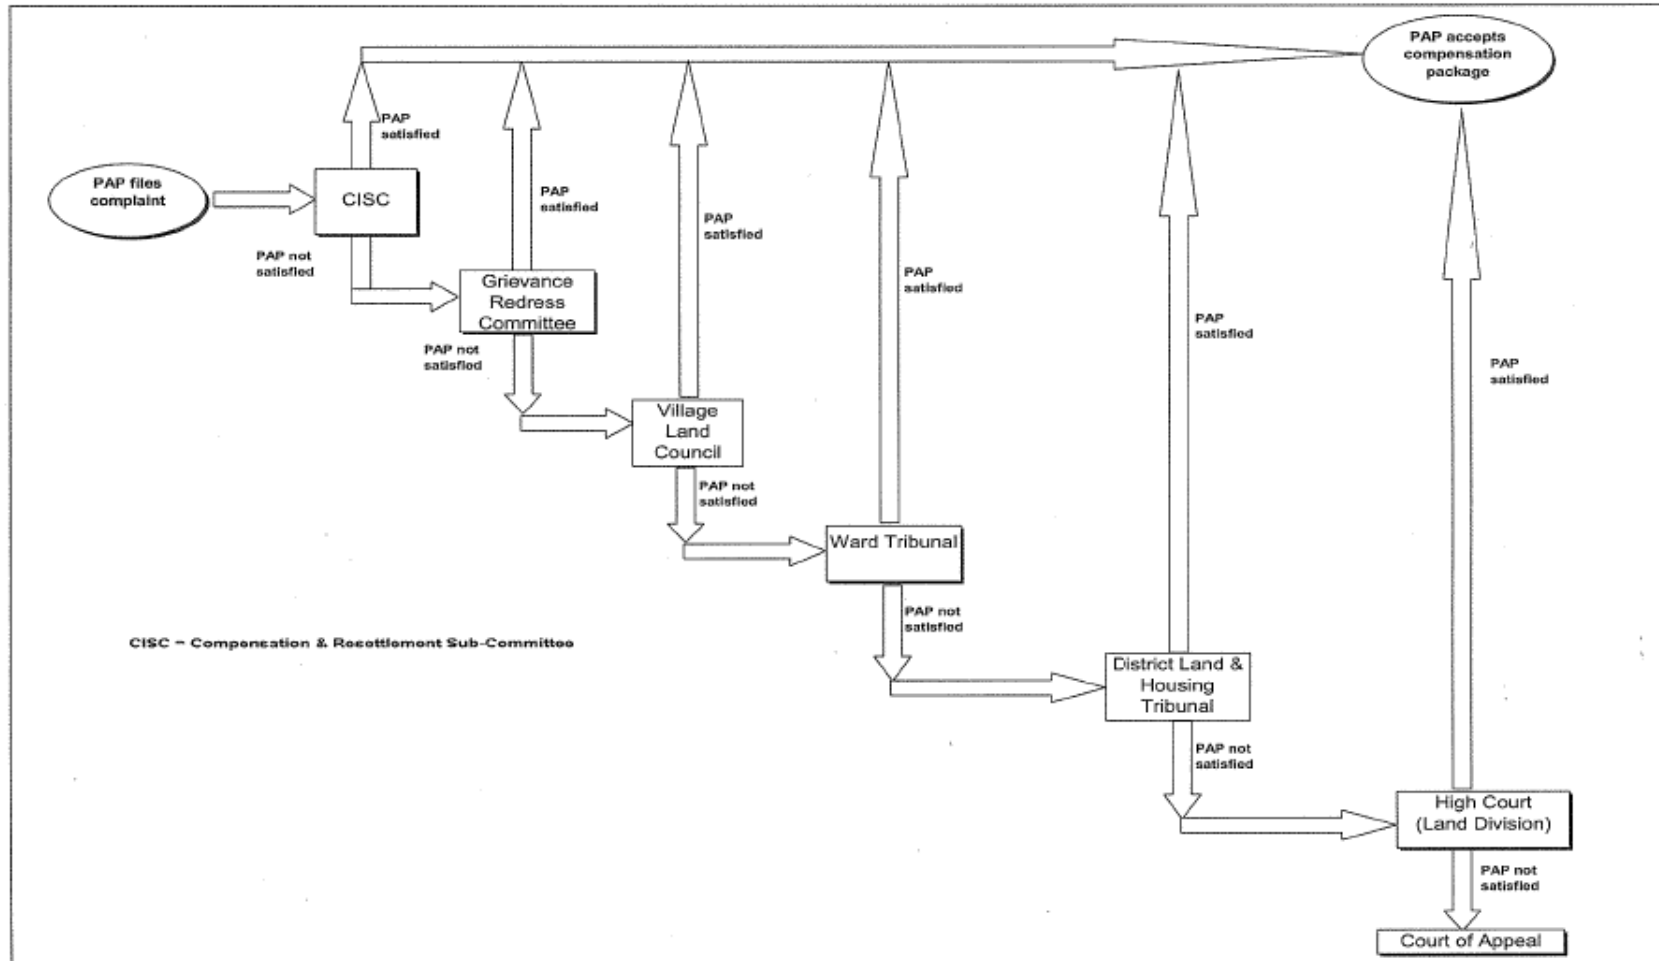 PAP accepts
compensation
package
PAP
satisfied
PAP files
complaint
CISC
PAP
satisfied
PAP
satisfied
PAP not
satisfied
Grievance
Redress
Committee
PAP
satisfied
PAP
satisfied
PAP not
satisfied
PAP
satisfied
Village
Land
Council
PAP not
satisfied
Ward Tribunal
PAP not
satisfied
CISC = Compensation & Resettlement Sub-Committee
District Land &
Housing
Tribunal
PAP not
satisfied
High Court
(Land Division)
PAP not
satisfied
Court of Appeal